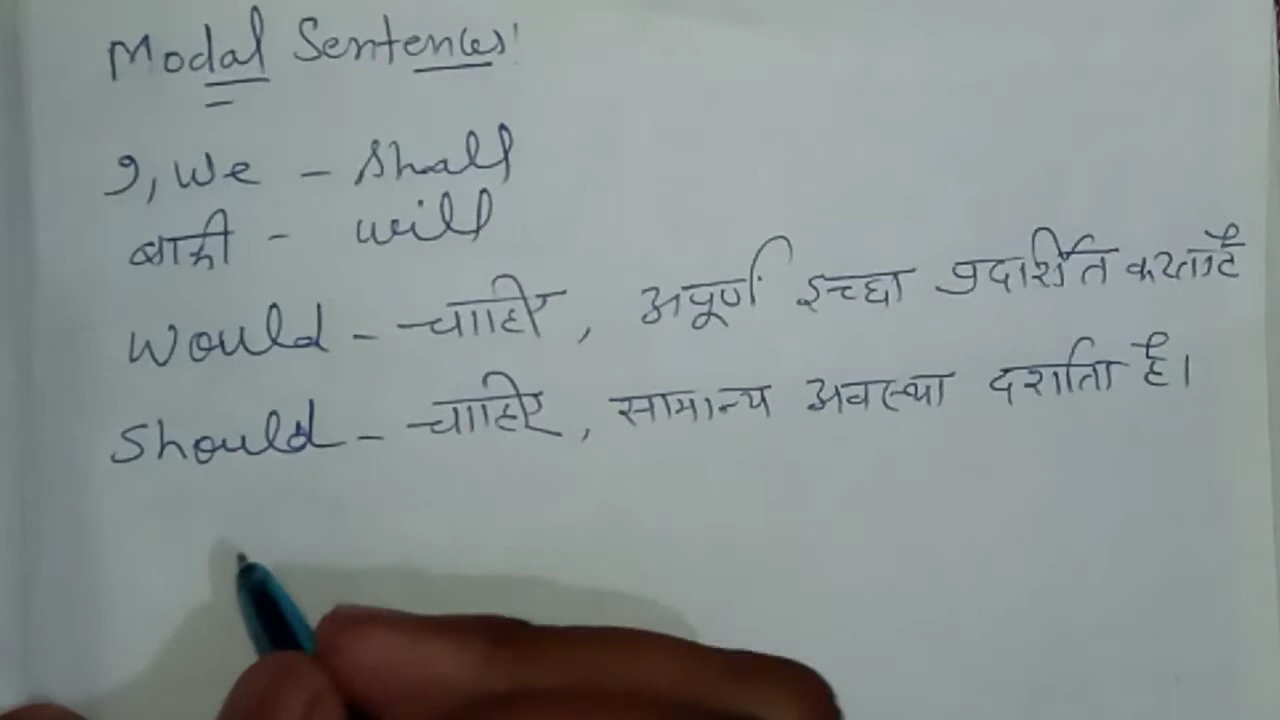 Modal Sentences
I, We - shall
बाकी - will
Would - चाहिए, अपूर्ण इच्छा प्रदर्शित करता है
Should - चाहिए, सामान्य अवस्था दर्शाता है।